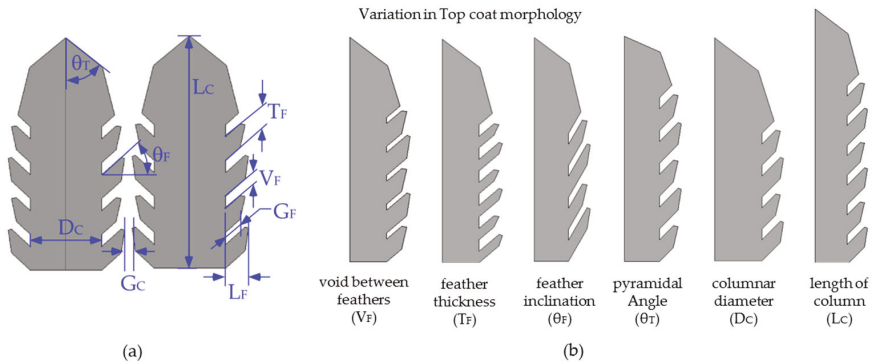 Variation in Top coat morphology
(a)
θT
LC
TF
θF
VF
GF
DC
GC
LF
void between
feathers
(VF)
feather
thickness
(TF)
feather
inclination
(θF)
pyramidal
Angle
(θT)
columnar
diameter
(DC)
length of
column
(LC)
(a)
(b)